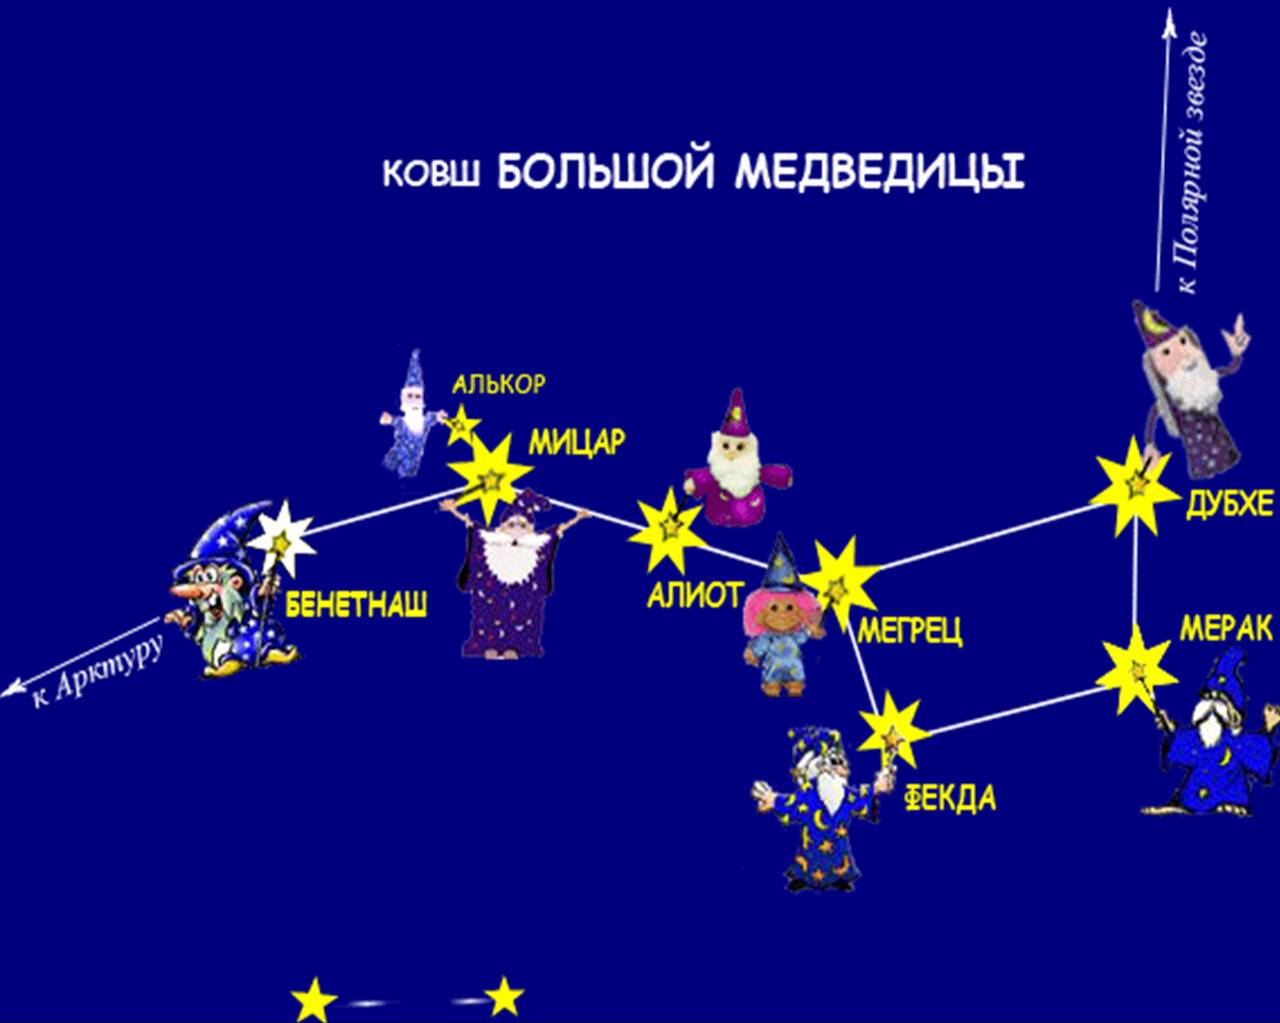 к Полярной звезде
ковш БОЛЬШОЙ МЕДВЕДИЦЫ
АЛЬКОР
МИЦАР
ДУБХЕ
АЛИОТ
БЕНЕТНАШ
МЕГРЕЦ
МЕРАК
к Арктуру
ФЕКДА